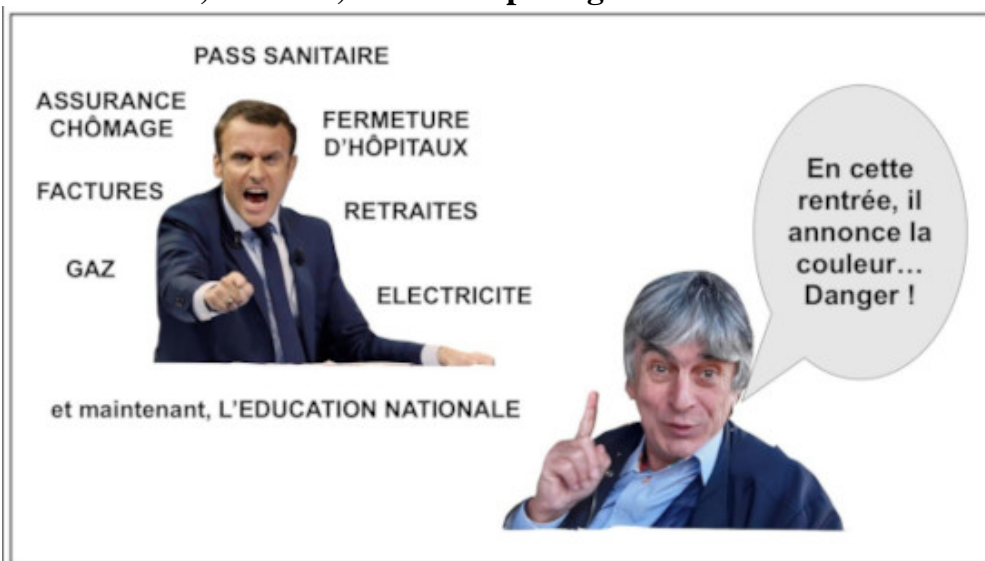 PASS SANITAIRE
ASSURANCE
CHÔMAGE
FERMETURE
D'HÔPITAUX
FACTURES
RETRAITES
GAZ
ELECTRICITE
et maintenant, L'EDUCATION NATIONALE
En cette
rentrée, il
annonce la
couleur...
Danger !